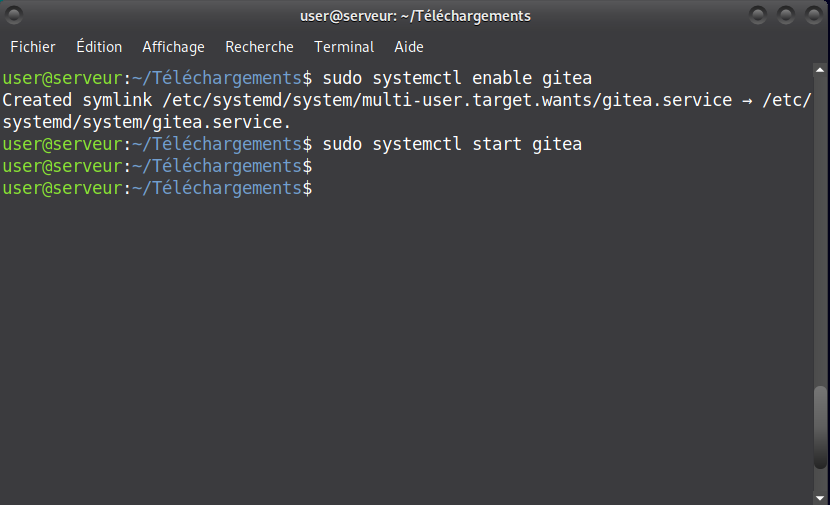 user@serveur: ~/Téléchargements
Fichier Édition Affichage Recherche Terminal Aide
user@serveur:~/Téléchargements$ sudo systemctl enable gitea
Created symlink /etc/systemd/system/multi-user.target.wants/gitea.service → /etc/
systemd/system/gitea.service.
user@serveur:~/Téléchargements$ sudo systemctl start gitea
user@serveur:~/Téléchargements$
user@serveur:~/Téléchargements$